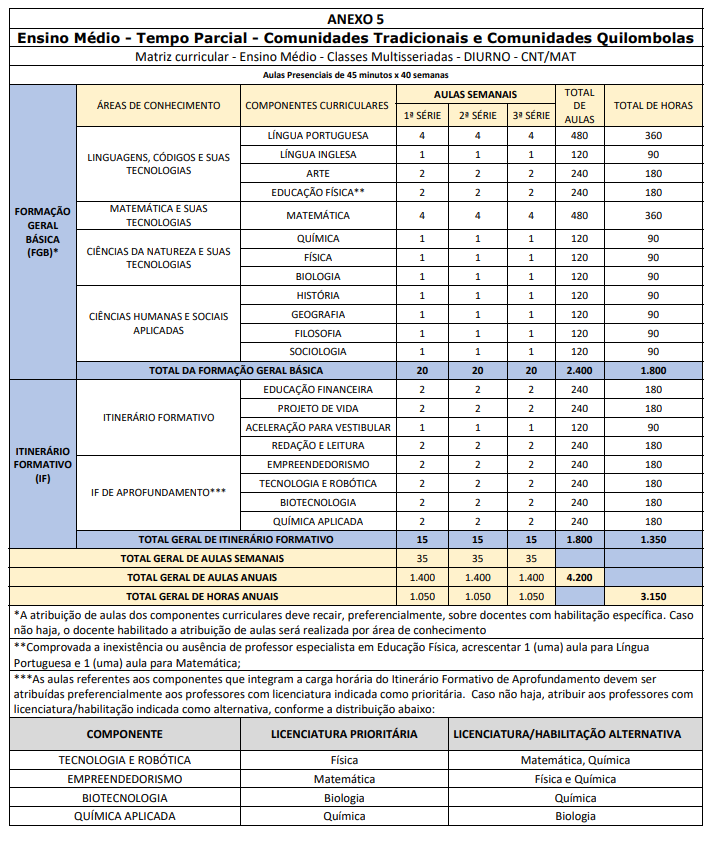 ANEXO 5
Ensino Médio - Tempo Parcial - Comunidades Tradicionais e Comunidades Quilombolas
Matriz curricular - Ensino Médio - Classes Multisseriadas - DIURNO - CNT/MAT
Aulas Presenciais de 45 minutos x 40 semanas
ÁREAS DE CONHECIMENTO COMPONENTES CURRICULARES AULAS SEMANAIS TOTAL DE AULAS TOTAL DE HORAS
1ª SÉRIE 2ª SÉRIE 3ª SÉRIE
FORMAÇÃO GERAL BÁSICA (FGB)*
LINGUAGENS, CÓDIGOS E SUAS TECNOLOGIAS
LÍNGUA PORTUGUESA 4 4 4 480 360
LÍNGUA INGLESA 1 1 1 120 90
ARTE 2 2 2 240 180
EDUCAÇÃO FÍSICA** 2 2 2 240 180
MATEMÁTICA E SUAS TECNOLOGIAS
MATEMÁTICA 4 4 4 480 360
CIÊNCIAS DA NATUREZA E SUAS TECNOLOGIAS
QUÍMICA 1 1 1 120 90
FÍSICA 1 1 1 120 90
BIOLOGIA 1 1 1 120 90
CIÊNCIAS HUMANAS E SOCIAIS APLICADAS
HISTÓRIA 1 1 1 120 90
GEOGRAFIA 1 1 1 120 90
FILOSOFIA 1 1 1 120 90
SOCIOLOGIA 1 1 1 120 90
TOTAL DA FORMAÇÃO GERAL BÁSICA 20 20 20 2.400 1.800
ITINERÁRIO FORMATIVO (IF)
ITINERÁRIO FORMATIVO
EDUCAÇÃO FINANCEIRA 2 2 2 240 180
PROJETO DE VIDA 2 2 2 240 180
ACELERAÇÃO PARA VESTIBULAR 1 1 1 120 90
REDAÇÃO E LEITURA 2 2 2 240 180
IF DE APROFUNDAMENTO***
EMPREENDEDORISMO 2 2 2 240 180
TECNOLOGIA E ROBÓTICA 2 2 2 240 180
BIOTECNOLOGIA 2 2 2 240 180
QUÍMICA APLICADA 2 2 2 240 180
TOTAL GERAL DE ITINERÁRIO FORMATIVO 15 15 15 1.800 1.350
TOTAL GERAL DE AULAS SEMANAIS 35 35 35
TOTAL GERAL DE AULAS ANUAIS 1.400 1.400 1.400 4.200
TOTAL GERAL DE HORAS ANUAIS 1.050 1.050 1.050 3.150
*A atribuição de aulas dos componentes curriculares deve recair, preferencialmente, sobre docentes com habilitação específica. Caso
não haja, o docente habilitado a atribuição de aulas será realizada por área de conhecimento
**Comprovada a inexistência ou ausência de professor especialista em Educação Física, acrescentar 1 (uma) aula para Língua
Portuguesa e 1 (uma) aula para Matemática;
***As aulas referentes aos componentes que integram a carga horária do Itinerário Formativo de Aprofundamento devem ser
atribuídas preferencialmente aos professores com licenciatura indicada como prioritária. Caso não haja, atribuir aos professores com
licenciatura/habilitação indicada como alternativa, conforme a distribuição abaixo:
COMPONENTE LICENCIATURA PRIORITÁRIA LICENCIATURA/HABILITAÇÃO ALTERNATIVA
TECNOLOGIA E ROBÓTICA Física Matemática, Química
EMPREENDEDORISMO Matemática Física e Química
BIOTECNOLOGIA Biologia Química
QUÍMICA APLICADA Química Biologia